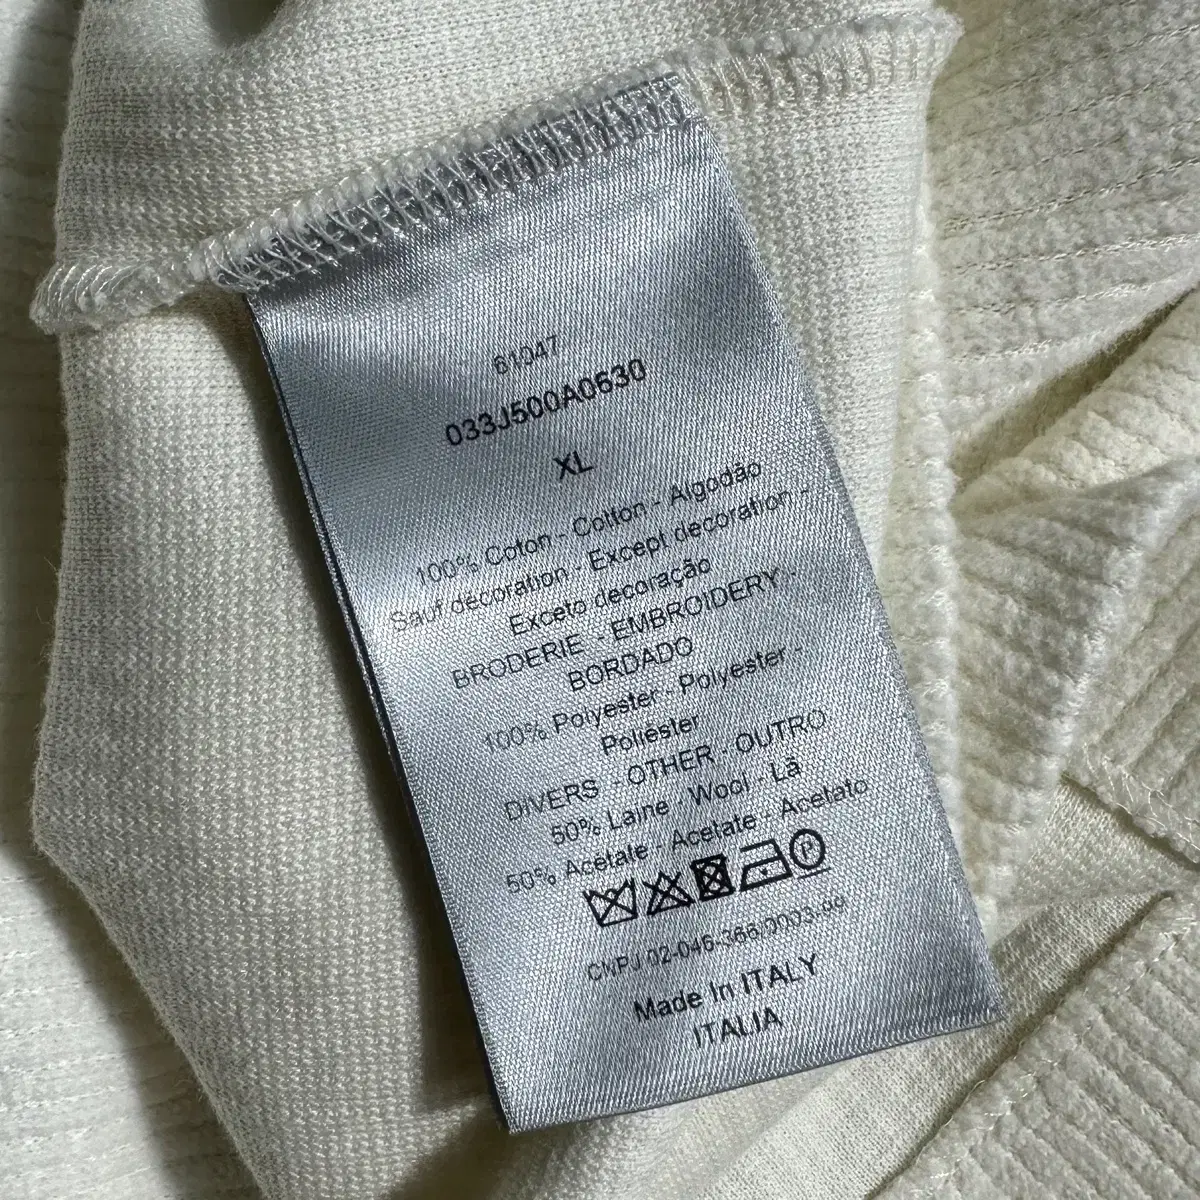 61047
033J500A0630
XL
100% Coton - Cotton - Algodão
Sauf décoration - Except decoration -
Exceto decoração
BRODERIE - EMBROIDERY -
BORDADO
100% Polyester - Polyester -
Poliéster
DIVERS - OTHER - OUTRO
50% Laine - Wool - Lã
50% Acétate - Acetate - Acetato
P
CNPJ 02-046-366/0003-99
Made In ITALY
ITALIA